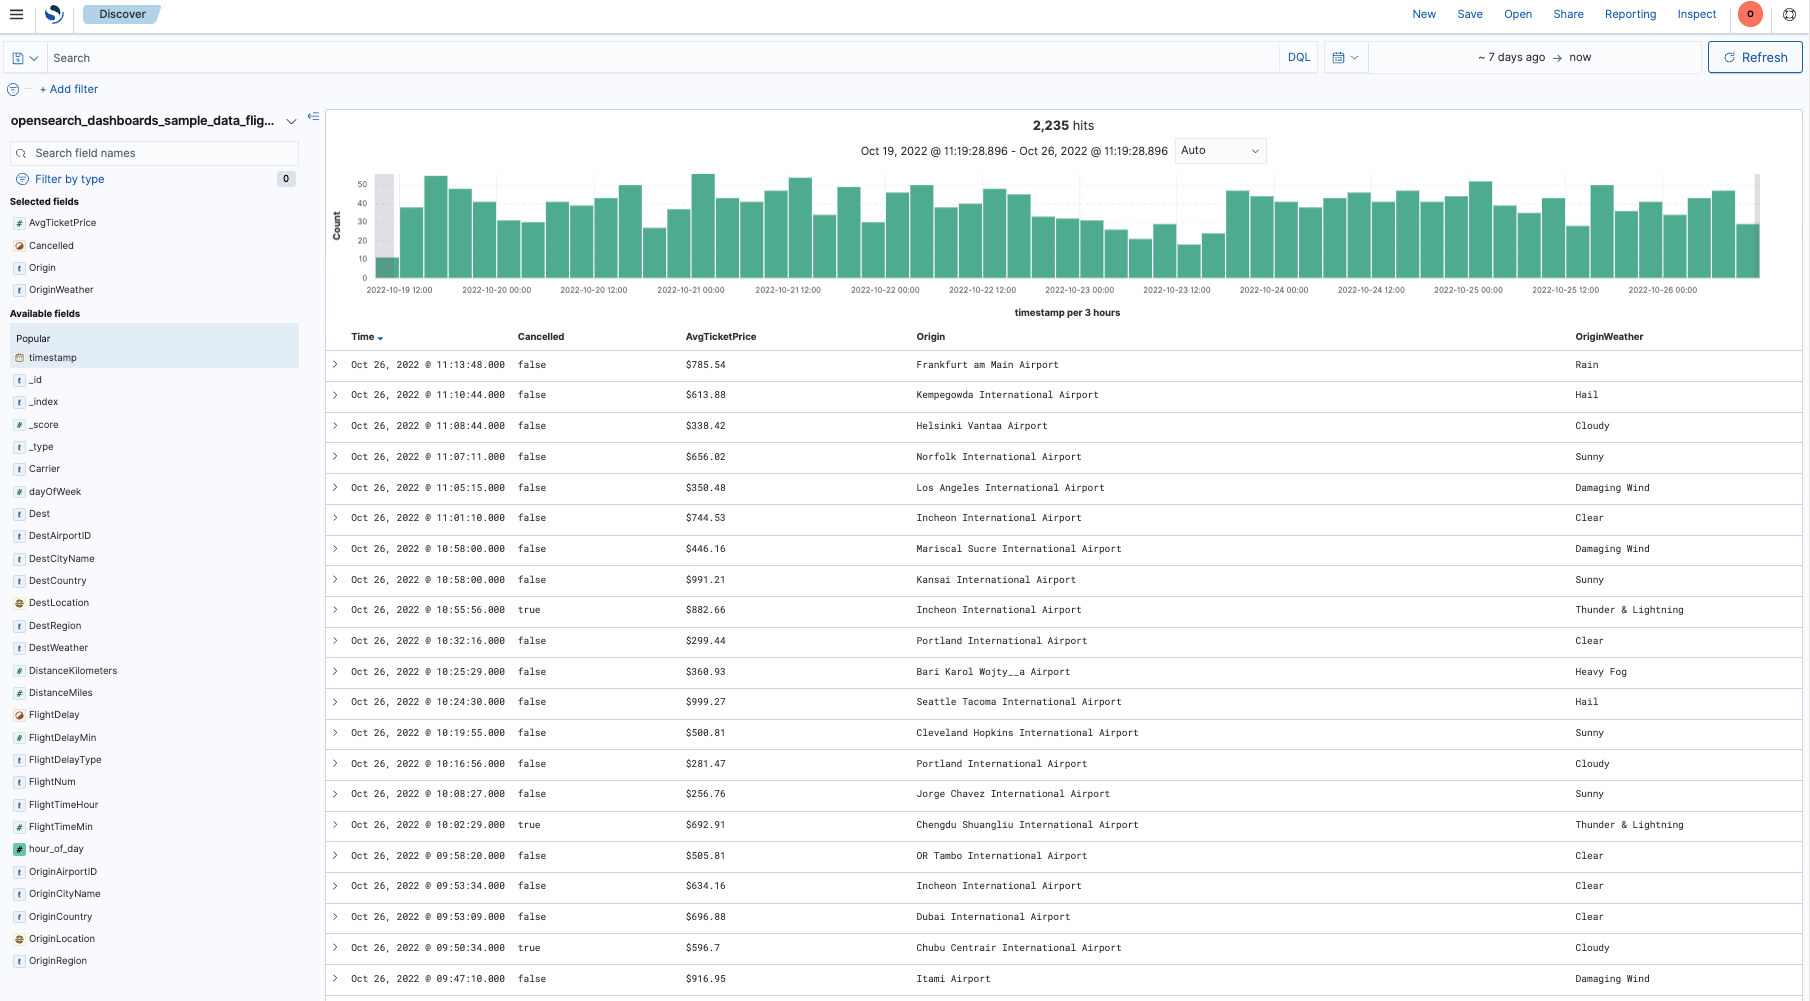 Discover New Save Open Share Reporting Inspect o
Search DQL ~ 7 days ago → now Refresh
+ Add filter
opensearch_dashboards_sample_data_flig...
Search field names
Filter by type 0
Selected fields
# AvgTicketPrice
Cancelled
t Origin
t OriginWeather
Available fields
Popular
timestamp
t _id
t _index
# _score
t _type
t Carrier
# dayOfWeek
t Dest
t DestAirportID
t DestCityName
t DestCountry
DestLocation
t DestRegion
t DestWeather
# DistanceKilometers
# DistanceMiles
FlightDelay
# FlightDelayMin
t FlightDelayType
t FlightNum
t FlightTimeHour
# FlightTimeMin
# hour_of_day
t OriginAirportID
t OriginCityName
t OriginCountry
OriginLocation
t OriginRegion
2,235 hits
Oct 19, 2022 @ 11:19:28.896 - Oct 26, 2022 @ 11:19:28.896 Auto
Count
50
40
30
20
10
0
2022-10-19 12:00 2022-10-20 00:00 2022-10-20 12:00 2022-10-21 00:00 2022-10-21 12:00 2022-10-22 00:00 2022-10-22 12:00 2022-10-23 00:00 2022-10-23 12:00 2022-10-24 00:00 2022-10-24 12:00 2022-10-25 00:00 2022-10-25 12:00 2022-10-26 00:00
timestamp per 3 hours
Time Cancelled AvgTicketPrice Origin OriginWeather
Oct 26, 2022 @ 11:13:48.000 false $785.54 Frankfurt am Main Airport Rain
Oct 26, 2022 @ 11:10:44.000 false $613.88 Kempegowda International Airport Hail
Oct 26, 2022 @ 11:08:44.000 false $338.42 Helsinki Vantaa Airport Cloudy
Oct 26, 2022 @ 11:07:11.000 false $656.02 Norfolk International Airport Sunny
Oct 26, 2022 @ 11:05:15.000 false $350.48 Los Angeles International Airport Damaging Wind
Oct 26, 2022 @ 11:01:10.000 false $744.53 Incheon International Airport Clear
Oct 26, 2022 @ 10:58:00.000 false $446.16 Mariscal Sucre International Airport Damaging Wind
Oct 26, 2022 @ 10:58:00.000 false $991.21 Kansai International Airport Sunny
Oct 26, 2022 @ 10:55:56.000 true $882.66 Incheon International Airport Thunder & Lightning
Oct 26, 2022 @ 10:32:16.000 false $299.44 Portland International Airport Clear
Oct 26, 2022 @ 10:25:29.000 false $360.93 Bari Karol Wojty__a Airport Heavy Fog
Oct 26, 2022 @ 10:24:30.000 false $999.27 Seattle Tacoma International Airport Hail
Oct 26, 2022 @ 10:19:55.000 false $500.81 Cleveland Hopkins International Airport Sunny
Oct 26, 2022 @ 10:16:56.000 false $281.47 Portland International Airport Cloudy
Oct 26, 2022 @ 10:08:27.000 false $256.76 Jorge Chavez International Airport Sunny
Oct 26, 2022 @ 10:02:29.000 true $692.91 Chengdu Shuangliu International Airport Thunder & Lightning
Oct 26, 2022 @ 09:58:20.000 false $505.81 OR Tambo International Airport Clear
Oct 26, 2022 @ 09:53:34.000 false $634.16 Incheon International Airport Clear
Oct 26, 2022 @ 09:53:09.000 false $696.88 Dubai International Airport Clear
Oct 26, 2022 @ 09:50:34.000 true $596.7 Chubu Centrair International Airport Cloudy
Oct 26, 2022 @ 09:47:10.000 false $916.95 Itami Airport Damaging Wind